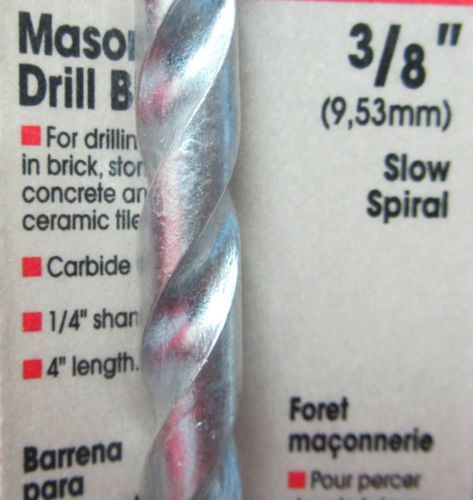 Mason
Drill B
For drillin
in brick, ston
concrete an
ceramic tile
Carbide
1/4" shan
4" length.
3/8"
(9,53mm)
Slow
Spiral
Barrena
para
Foret
maçonnerie
Pour percer